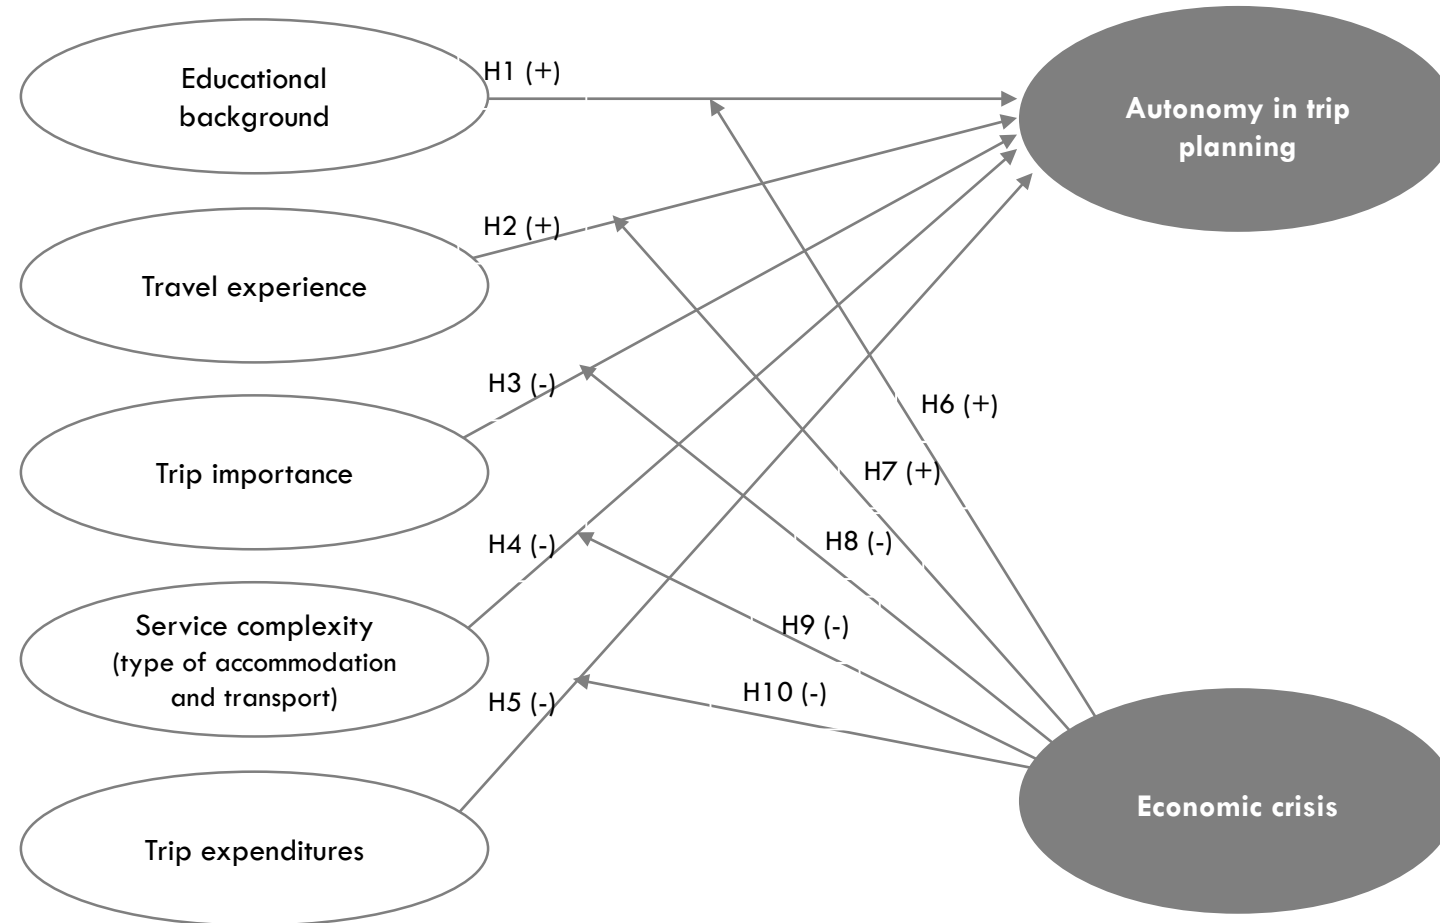 Educational
background
H1 (+)
Autonomy in trip
planning
H2 (+)
Travel experience
H3 (-)
H6 (+)
Trip importance
H7 (+)
H4 (-)
H8 (-)
Service complexity
(type of accommodation
and transport)
H9 (-)
H5 (-)
H10 (-)
Economic crisis
Trip expenditures